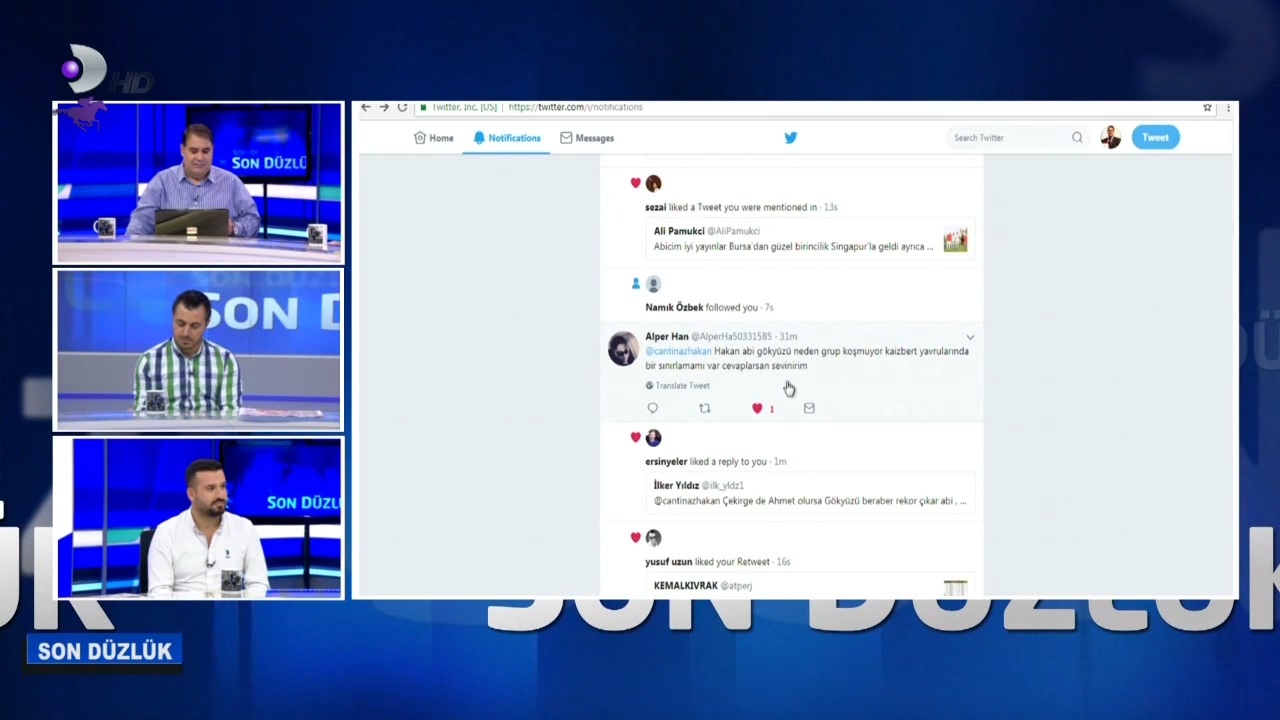 HD
SON DÜZLÜ
SON D
SON DÜZLÜ
Twitter, Inc. [US] | https://twitter.com/i/notifications
Home
Notifications
Messages
Search Twitter
Tweet
sezai liked a Tweet you were mentioned in · 13s
Ali Pamukci @AliPamukci
Abicim iyi yayınlar Bursa'dan güzel birincilik Singapur'la geldi ayrıca ...
Namık Özbek followed you · 7s
Alper Han @AlperHa50331585 · 31m
@cantinazhakan Hakan abi gökyüzü neden grup koşmuyor kaizbert yavrularında
bir sınırlamamı var cevaplarsan sevinirim
Translate Tweet
1
ersinyeler liked a reply to you · 1m
İlker Yıldız @ilk_yldz1
@cantinazhakan Çekirge de Ahmet olursa Gökyüzü beraber rekor çıkar abi , ...
yusuf uzun liked your Retweet · 16s
KEMALKIVRAK @atperj
SON DÜZLÜK
SON DÜZLÜK